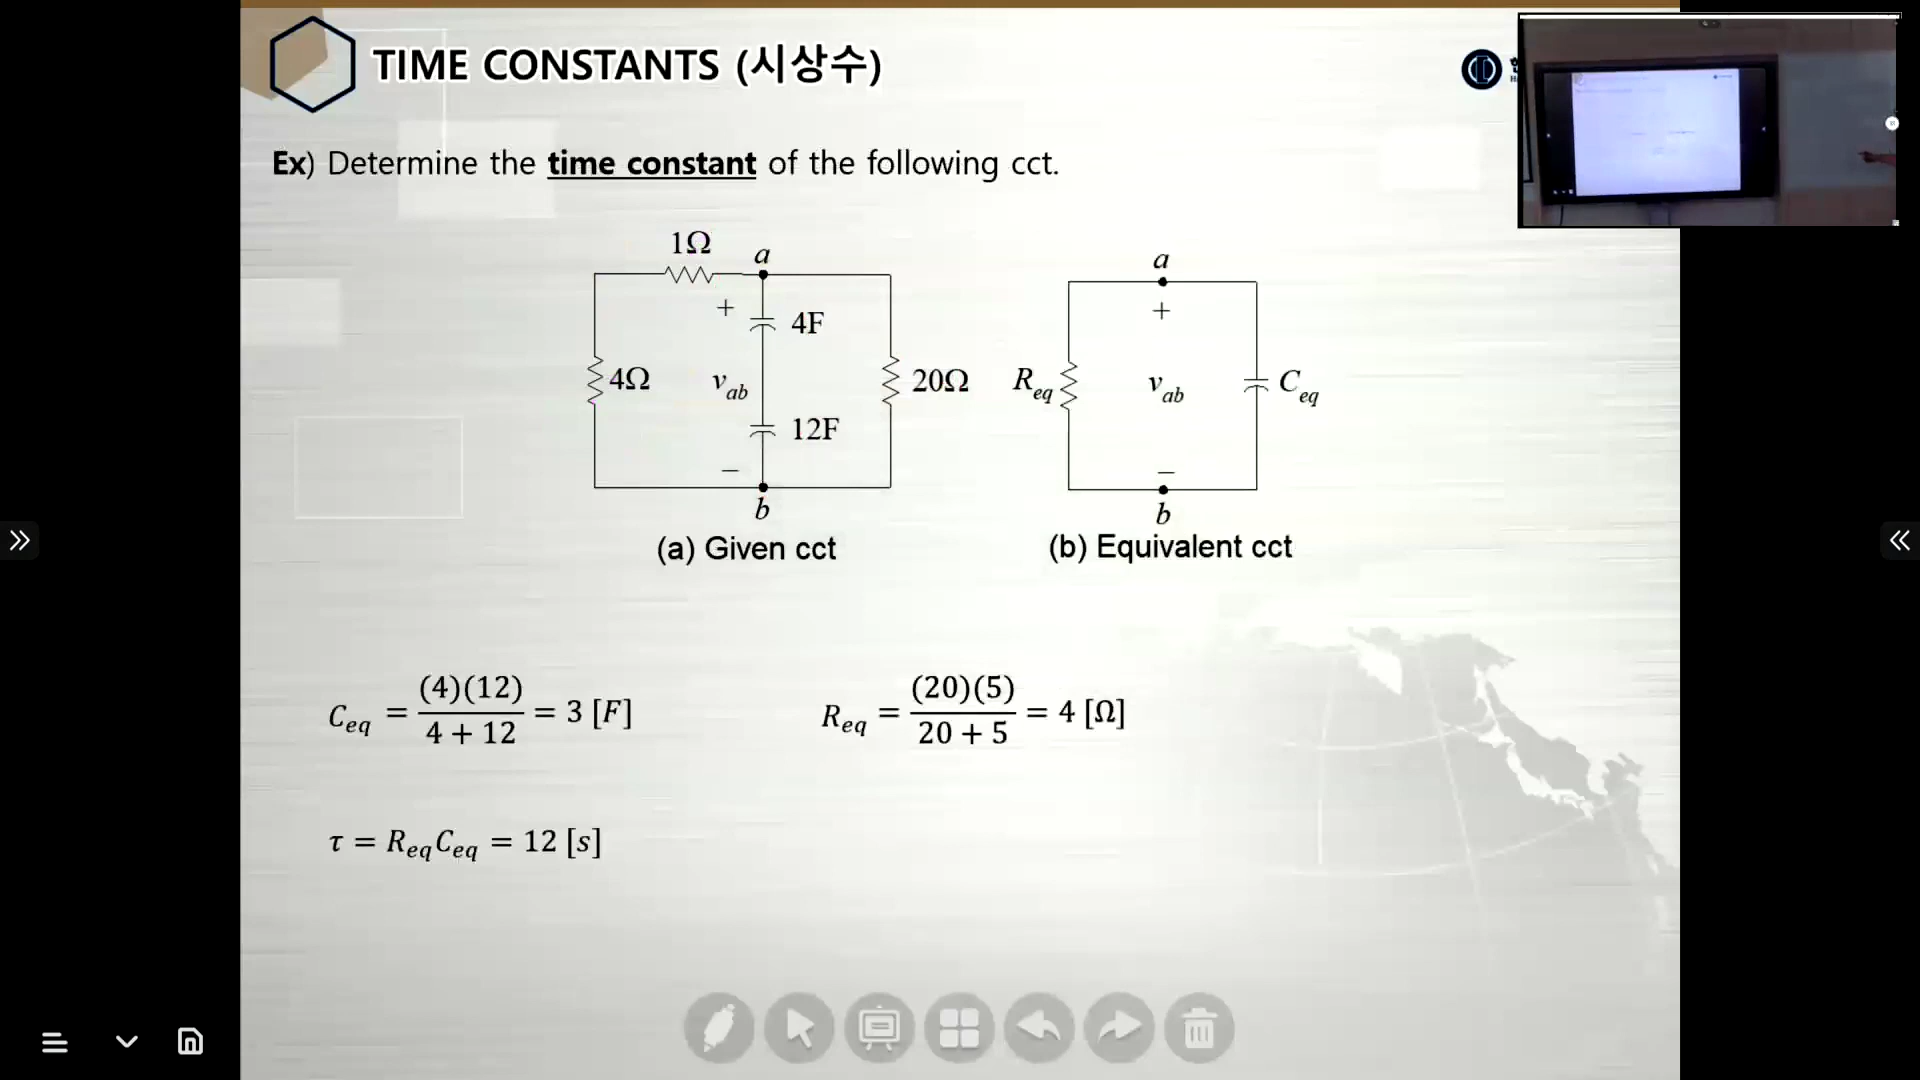 TIME CONSTANTS (시상수)
Ex) Determine the time constant of the following cct.
1Ω
a
+
4F
4Ω
v_ab
20Ω
12F
−
b
(a) Given cct
a
+
R_eq
v_ab
C_eq
−
b
(b) Equivalent cct
C_eq = (4)(12) / 4 + 12 = 3 [F]
R_eq = (20)(5) / 20 + 5 = 4 [Ω]
τ = R_eq C_eq = 12 [s]